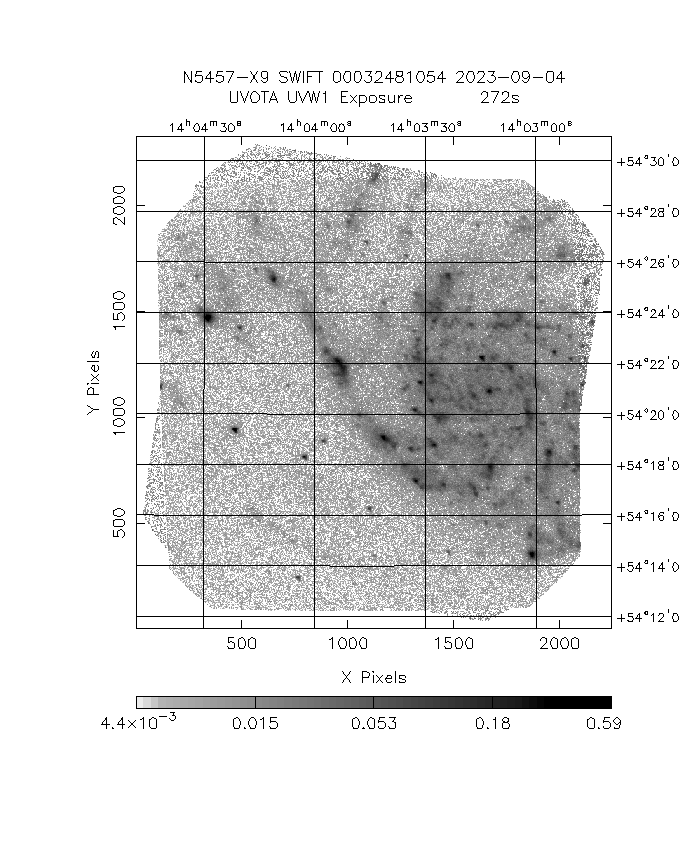 N5457-X9 SWIFT 00032481054 2023-09-04
UVOTA UVW1 Exposure 272s
14ʰ04ᵐ30ˢ 14ʰ04ᵐ00ˢ 14ʰ03ᵐ30ˢ 14ʰ03ᵐ00ˢ
+54°30'0
+54°28'0
+54°26'0
+54°24'0
+54°22'0
+54°20'0
+54°18'0
+54°16'0
+54°14'0
+54°12'0
2000
1500
1000
500
Y Pixels
500 1000 1500 2000
X Pixels
4.4×10⁻³ 0.015 0.053 0.18 0.59